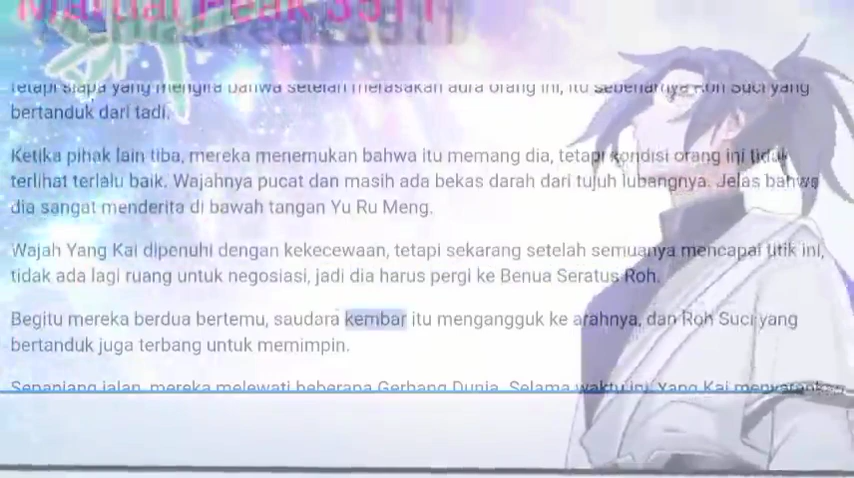 Martial Peak 3511
tetapi siapa yang mengira bahwa setelah merasakan aura orang ini, itu sebenarnya Roh Suci yang
bertanduk dari tadi.
Ketika pihak lain tiba, mereka menemukan bahwa itu memang dia, tetapi kondisi orang ini tidak
terlihat terlalu baik. Wajahnya pucat dan masih ada bekas darah dari tujuh lubangnya. Jelas bahwa
dia sangat menderita di bawah tangan Yu Ru Meng.
Wajah Yang Kai dipenuhi dengan kekecewaan, tetapi sekarang setelah semuanya mencapai titik ini,
tidak ada lagi ruang untuk negosiasi, jadi dia harus pergi ke Benua Seratus Roh.
Begitu mereka berdua bertemu, saudara kembar itu mengangguk ke arahnya, dan Roh Suci yang
bertanduk juga terbang untuk memimpin.
Sepanjang jalan, mereka melewati beberapa Gerbang Dunia. Selama waktu ini, Yang Kai